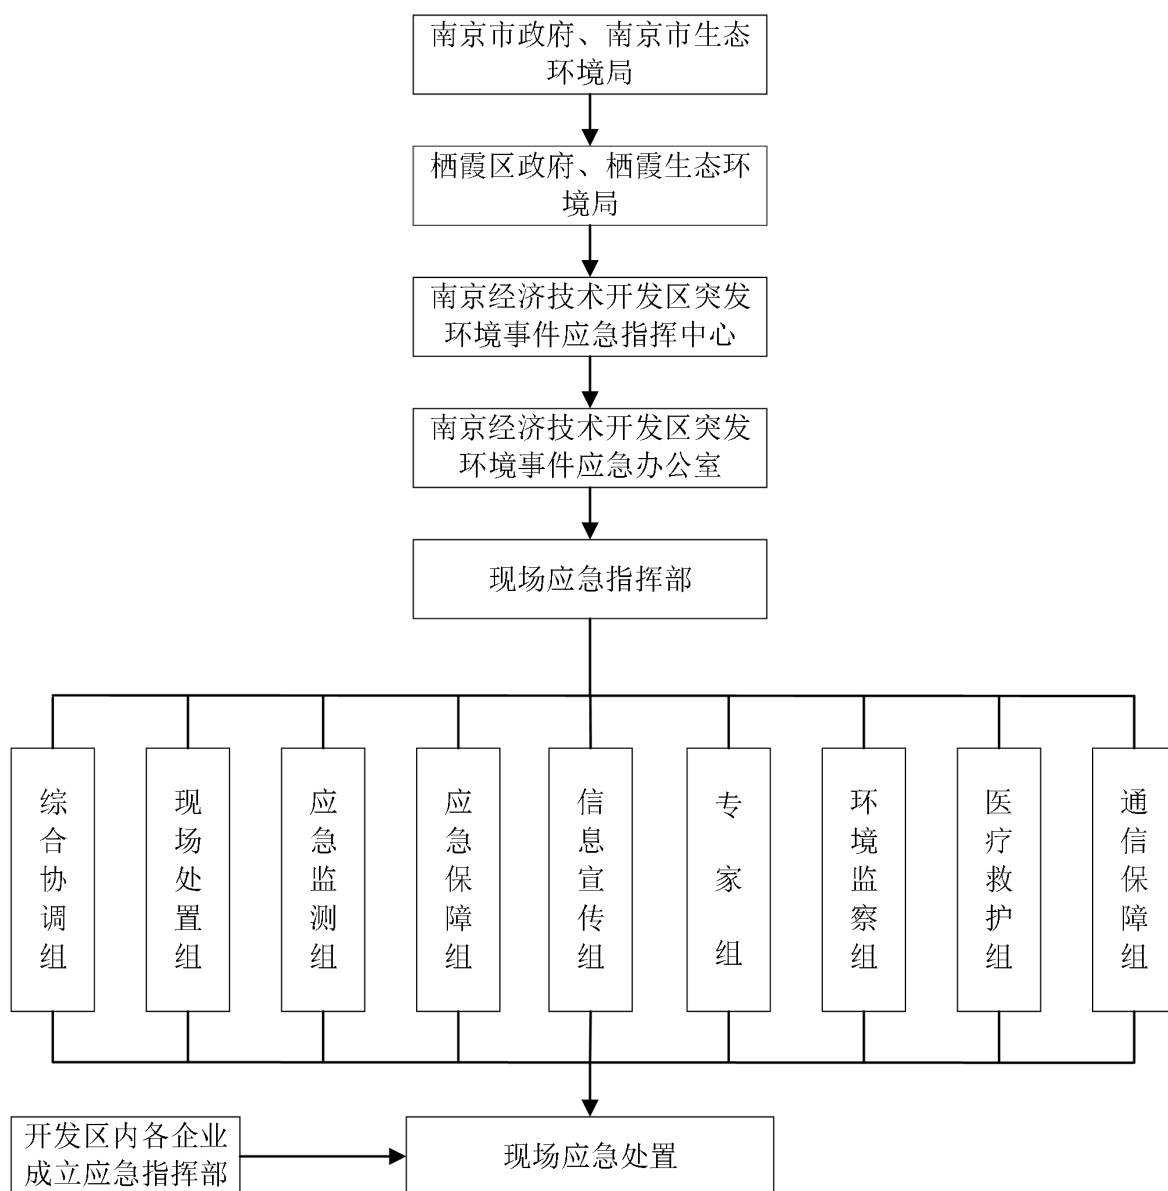 南京市政府、南京市生态
环境局
栖霞区政府、栖霞生态环
境局
南京经济技术开发区突发
环境事件应急指挥中心
南京经济技术开发区突发
环境事件应急办公室
现场应急指挥部
综合协调组
现场处置组
应急监测组
应急保障组
信息宣传组
专家组
环境监察组
医疗救护组
通信保障组
开发区内各企业
成立应急指挥部
现场应急处置